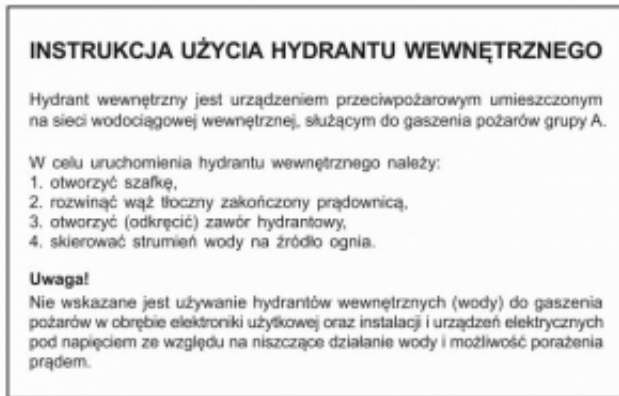 INSTRUKCJA UŻYCIA HYDRANTU WEWNĘTRZNEGO
Hydrant wewnętrzny jest urządzeniem przeciwpożarowym umieszczonym
na sieci wodociągowej wewnętrznej, służącym do gaszenia pożarów grupy A.
W celu uruchomienia hydrantu wewnętrznego należy:
1. otworzyć szafkę,
2. rozwinąć wąż tłoczny zakończony prądownicą,
3. otworzyć (odkręcić) zawór hydrantowy,
4. skierować strumień wody na źródło ognia.
Uwaga!
Nie wskazane jest używanie hydrantów wewnętrznych (wody) do gaszenia
pożarów w obrębie elektroniki użytkowej oraz instalacji i urządzeń elektrycznych
pod napięciem ze względu na niszczące działanie wody i możliwość porażenia
prądem.